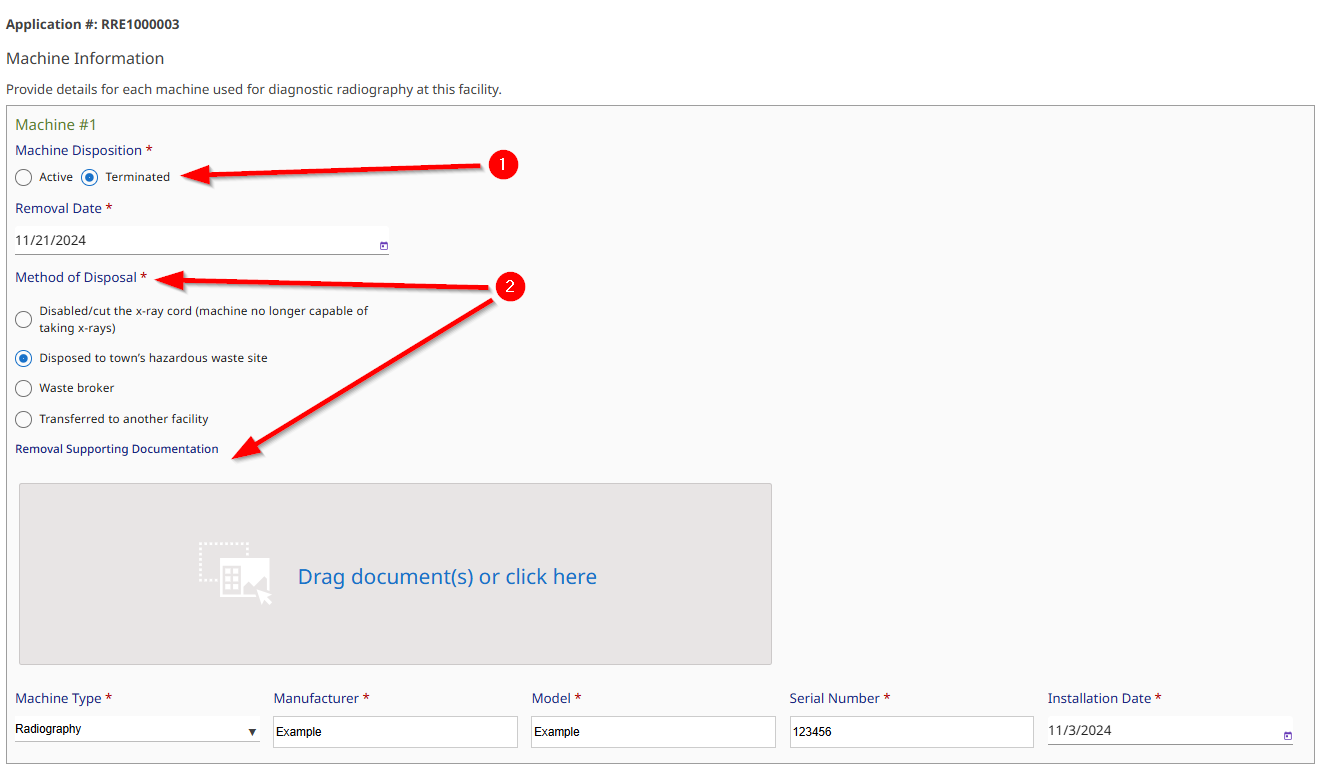 Application #: RRE1000003
Machine Information
Provide details for each machine used for diagnostic radiography at this facility.
Machine #1
Machine Disposition *
Active Terminated
1
Removal Date *
11/21/2024
Method of Disposal *
2
Disabled/cut the x-ray cord (machine no longer capable of
taking x-rays)
Disposed to town's hazardous waste site
Waste broker
Transferred to another facility
Removal Supporting Documentation
Drag document(s) or click here
Machine Type * Manufacturer * Model * Serial Number * Installation Date *
Radiography Example Example 123456 11/3/2024